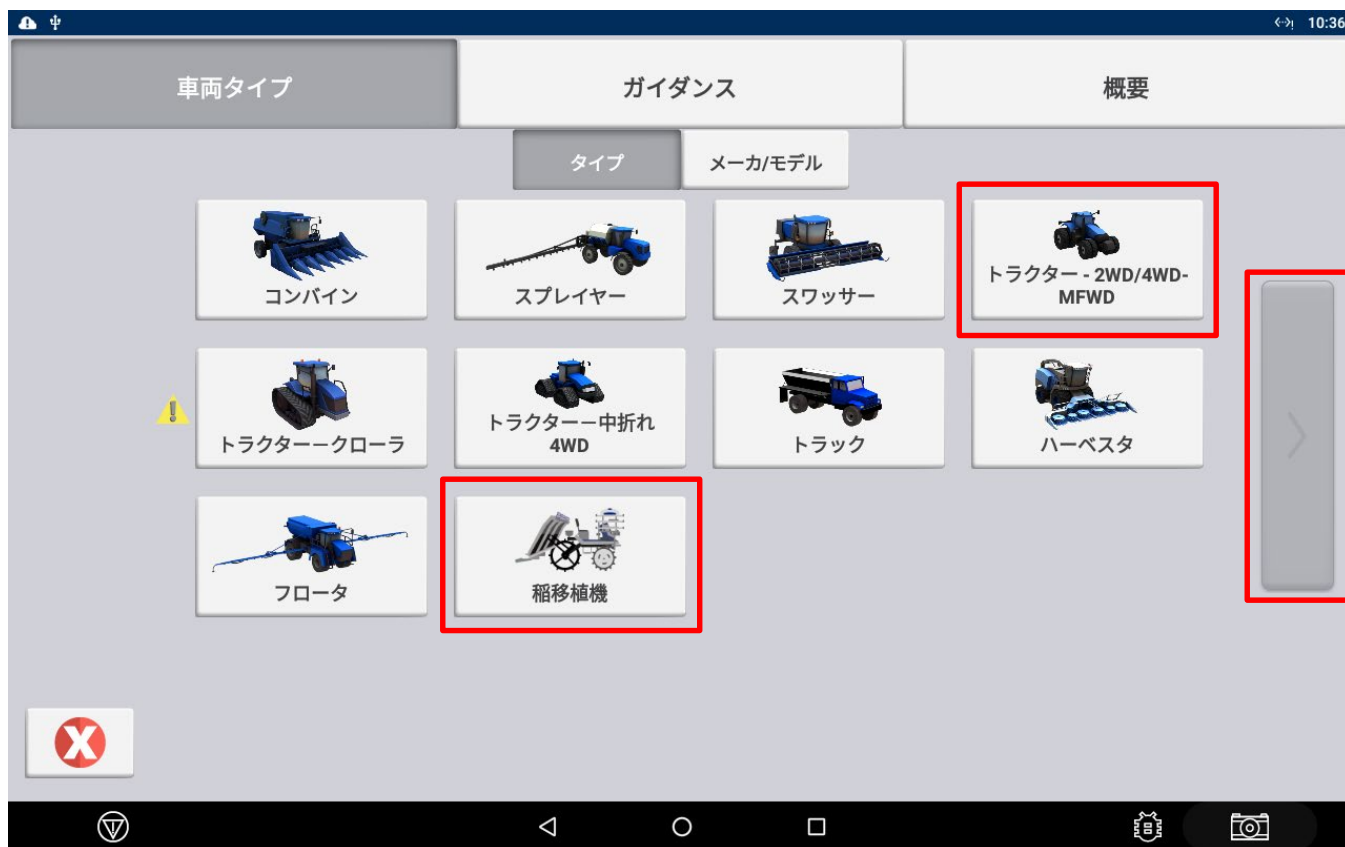 10:36
車両タイプ
ガイダンス
概要
タイプ
メーカ/モデル
コンバイン
スプレイヤー
スワッサー
トラクター - 2WD/4WD-
MFWD
トラクターークローラ
トラクターー中折れ
4WD
トラック
ハーベスタ
フロータ
稲移植機